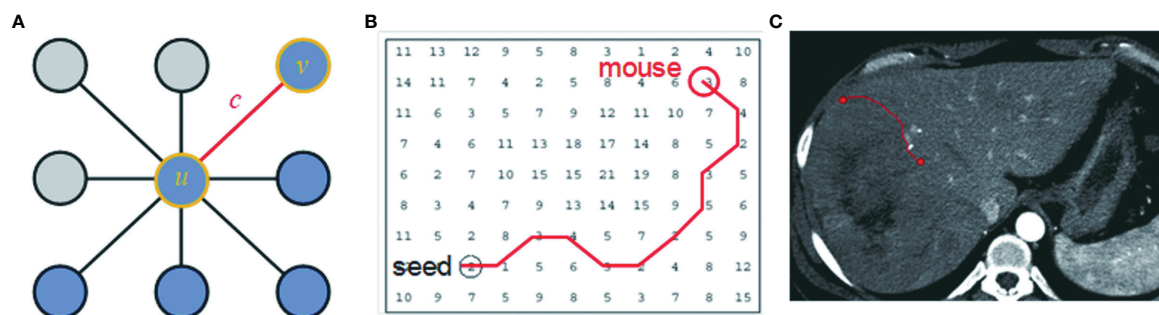 A
B
C
v
c
u
11 13 12 9 5 8 3 1 2 4 10
mouse
14 11 7 4 2 5 8 4 6 3 8
11 6 3 5 7 9 12 11 10 7 4
7 4 6 11 13 18 17 14 8 5 2
6 2 7 10 15 15 21 19 8 3 5
8 3 4 7 9 13 14 15 9 5 6
11 5 2 8 3 4 5 7 2 5 9
seed 2 1 5 6 3 2 4 8 12
10 9 7 5 9 8 5 3 7 8 15